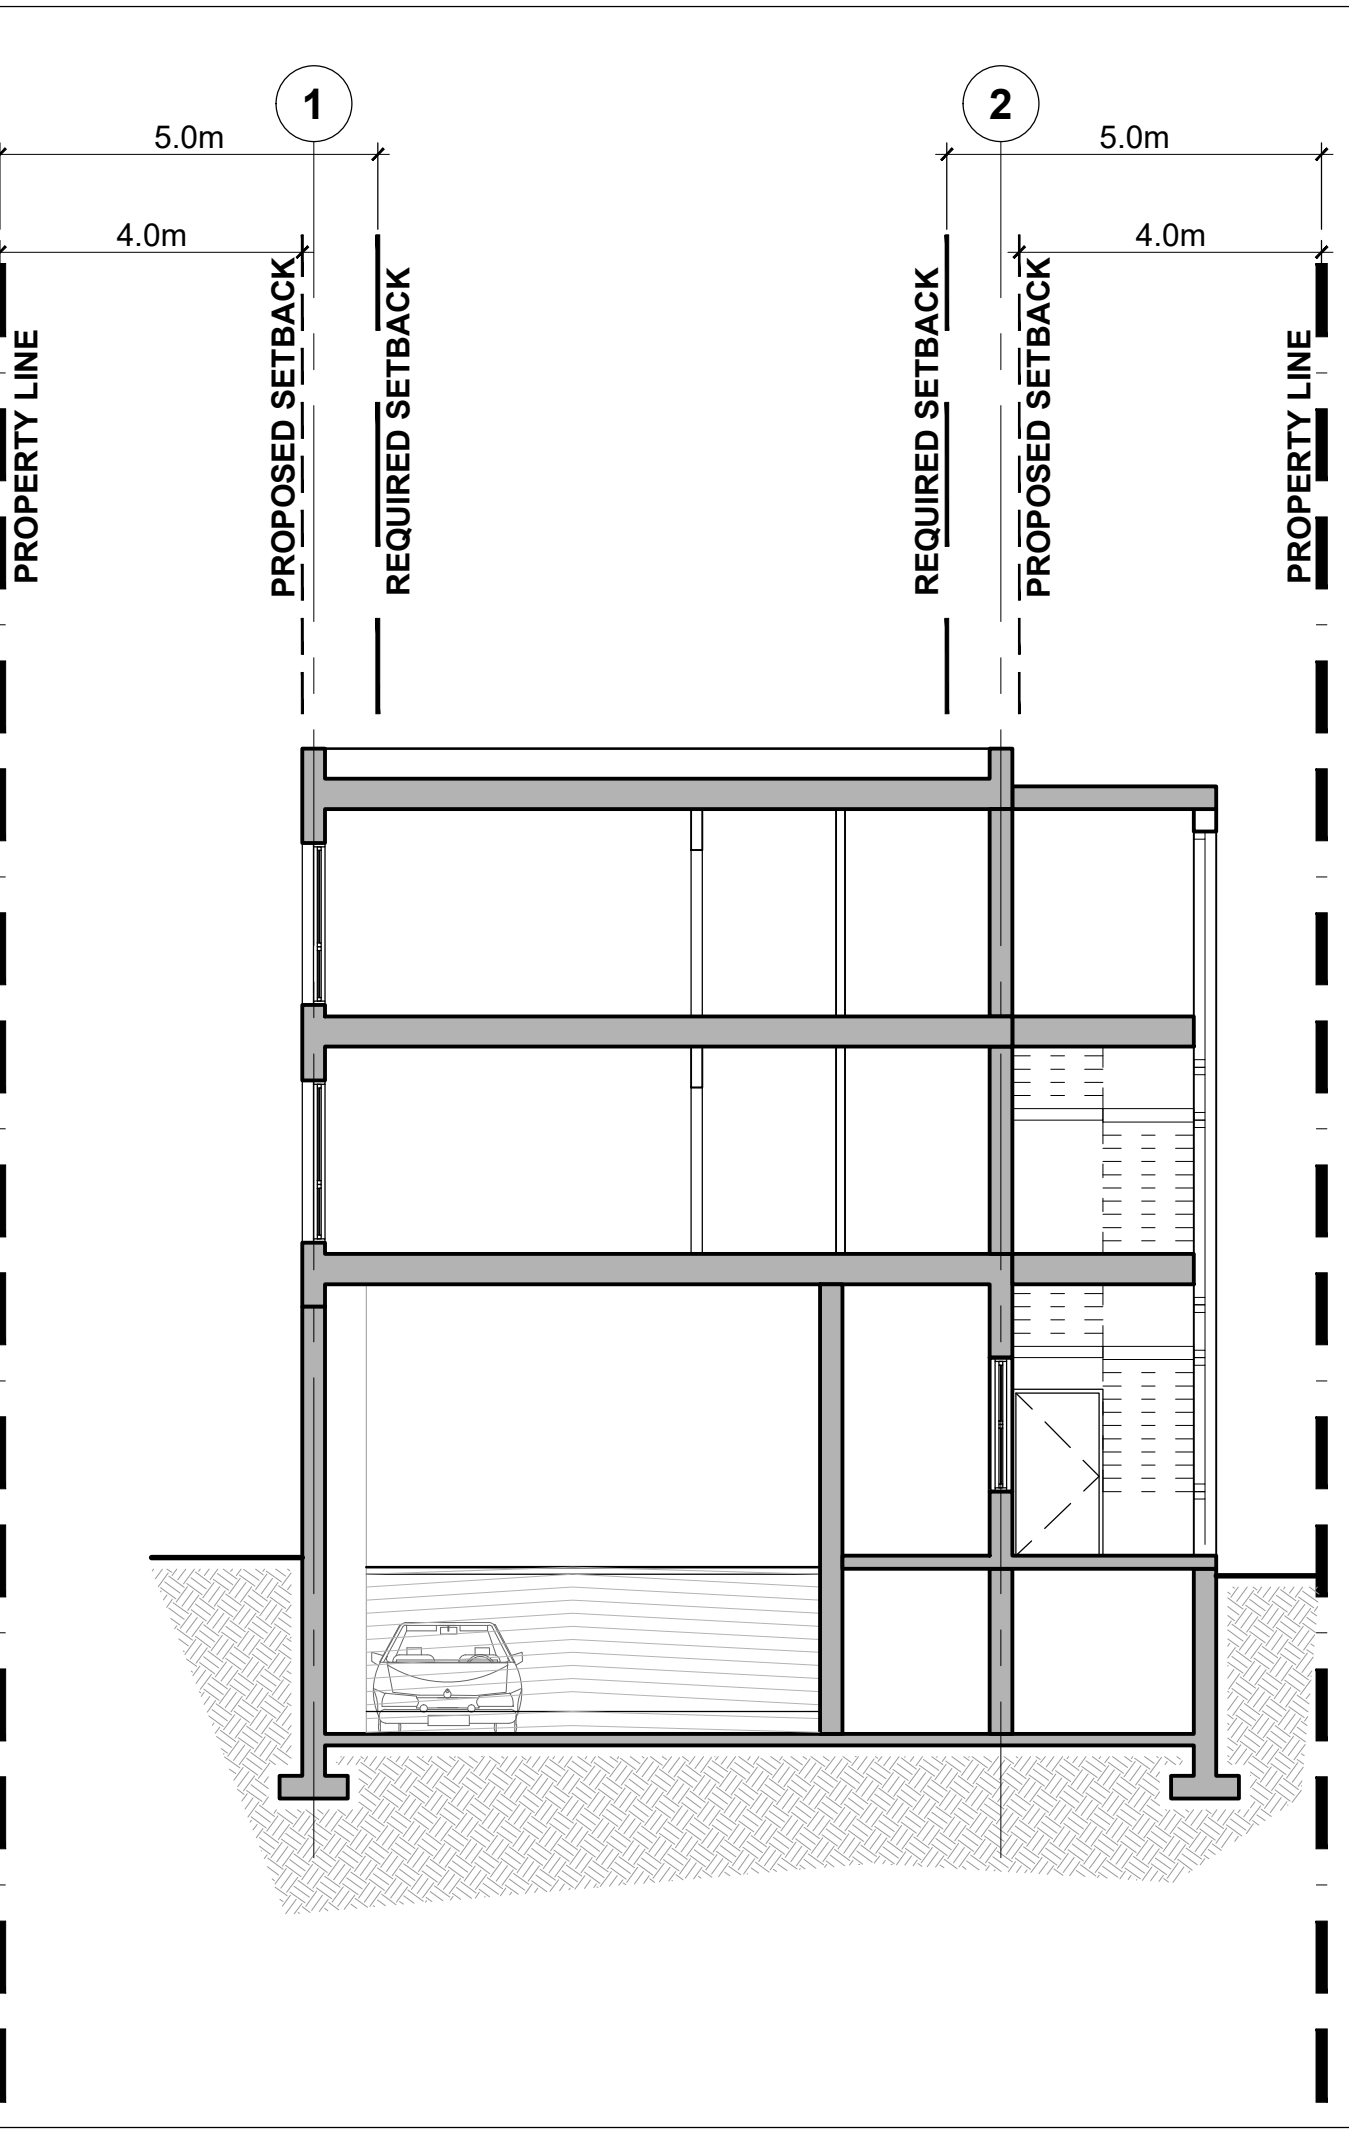 1
2
5.0m
5.0m
4.0m
4.0m
PROPERTY LINE
PROPOSED SETBACK
REQUIRED SETBACK
REQUIRED SETBACK
PROPOSED SETBACK
PROPERTY LINE